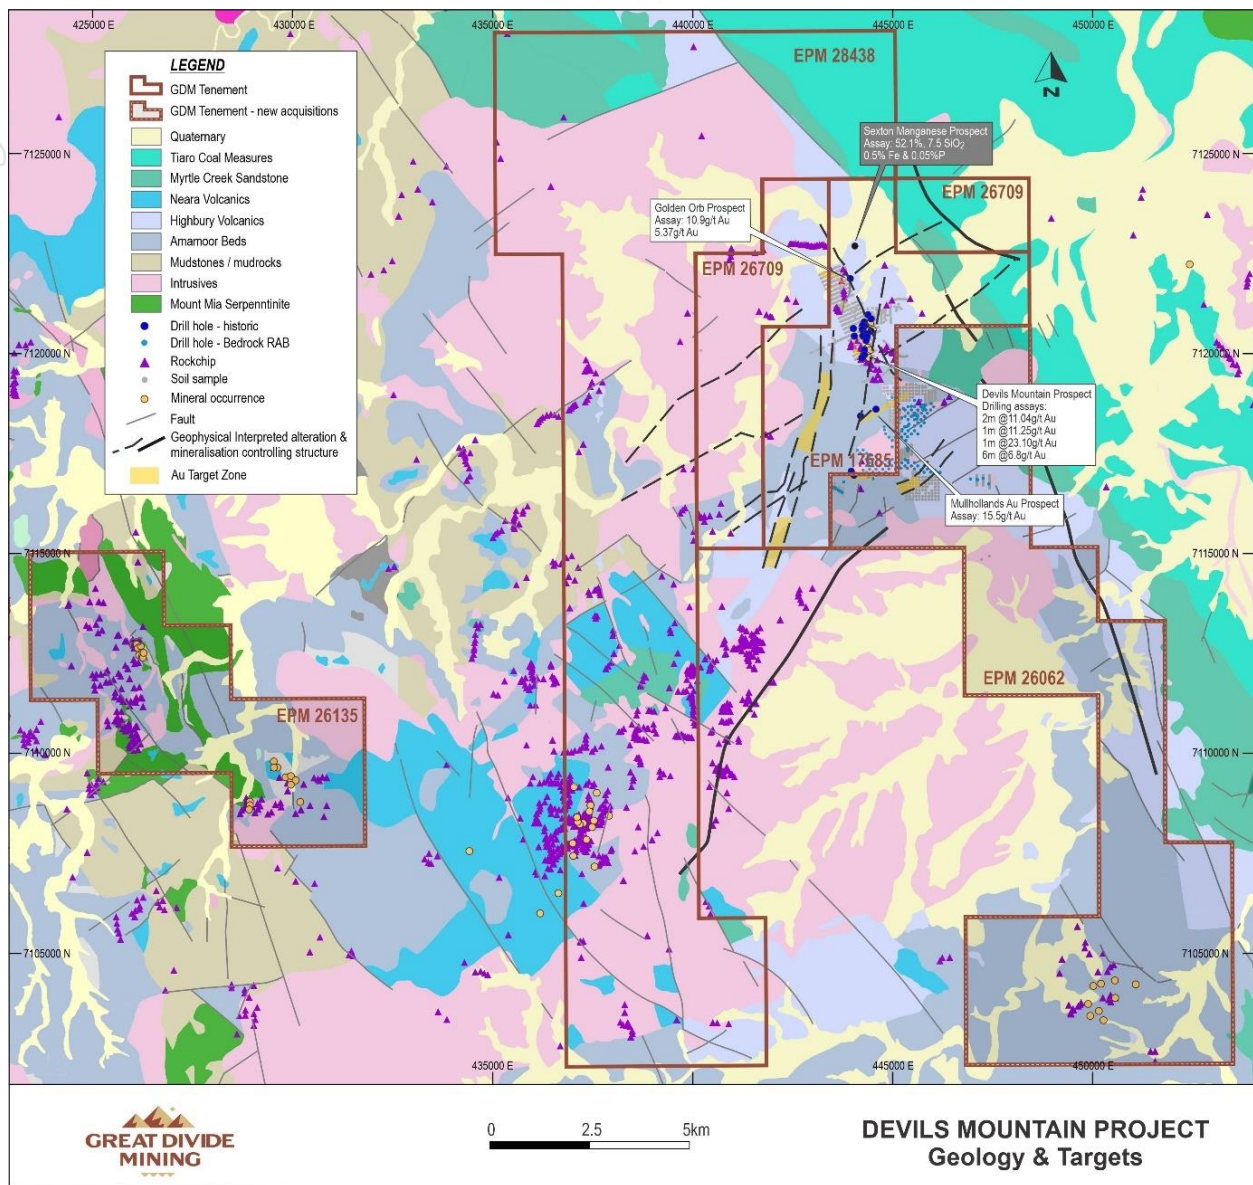 425000 E
430000 E
435000 E
440000 E
445000 E
450000 E
LEGEND
GDM Tenement
GDM Tenement - new acquisitions
Quaternary
Tiaro Coal Measures
Myrtle Creek Sandstone
Neara Volcanics
Highbury Volcanics
Amamoor Beds
Mudstones / mudrocks
Intrusives
Mount Mia Serpenntinite
Drill hole - historic
Drill hole - Bedrock RAB
Rockchip
Soil sample
Mineral occurrence
Fault
Geophysical Interpreted alteration &
mineralisation controlling structure
Au Target Zone
EPM 28438
N
Sexton Manganese Prospect
Assay: 52.1%, 7.5 SiO₂
0.5% Fe & 0.05%P
7125000 N
7125000 N
EPM 26709
Golden Orb Prospect
Assay: 10.9g/t Au
5.37g/t Au
EPM 26709
7120000 N
7120000 N
Devils Mountain Prospect
Drilling assays:
2m @11.04g/t Au
1m @11.25g/t Au
1m @23.10g/t Au
6m @6.8g/t Au
EPM 17685
Mullhollands Au Prospect
Assay: 15.5g/t Au
7115000 N
7115000 N
EPM 26062
EPM 26135
7110000 N
7110000 N
7105000 N
7105000 N
435000 E
440000 E
445000 E
450000 E
GREAT DIVIDE
MINING
0 2.5 5km
DEVILS MOUNTAIN PROJECT
Geology & Targets